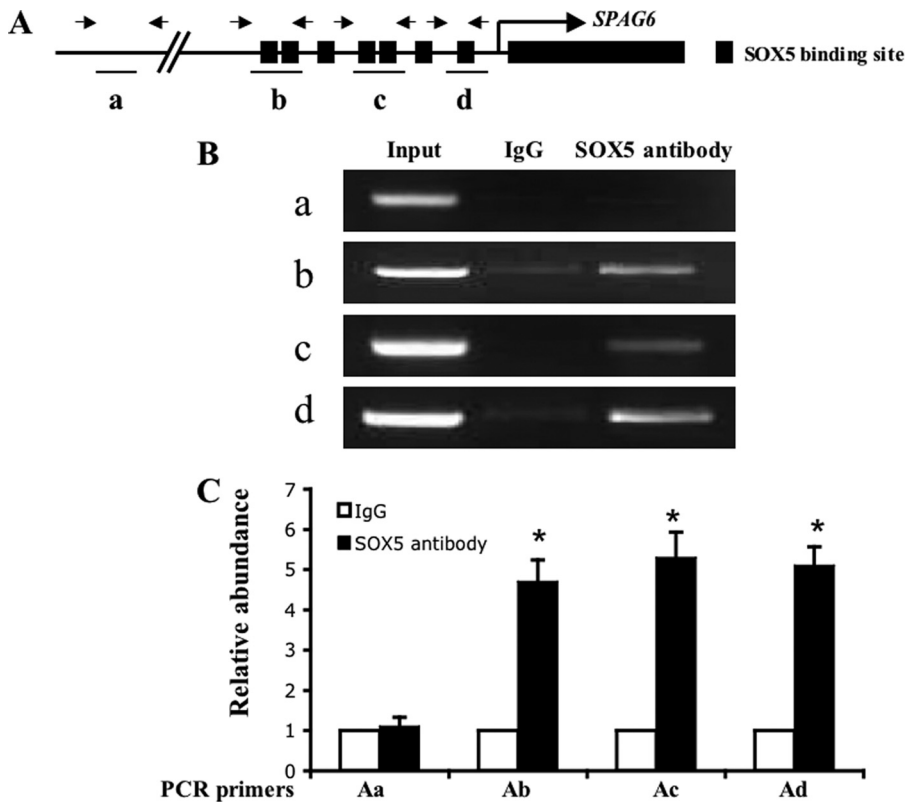 A
SPAG6
SOX5 binding site
a b c d
B
Input IgG SOX5 antibody
a
b
c
d
C
Relative abundance
7
6
5
4
3
2
1
0
IgG
SOX5 antibody
* * *
PCR primers Aa Ab Ac Ad